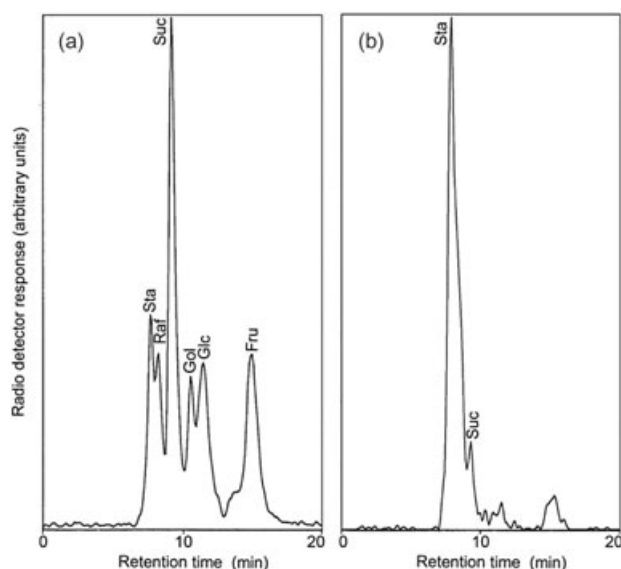 Radio detector response (arbitrary units)
(a)
Suc
Sta
Raf
Gol
Glc
Fru
0
10
20
Retention time (min)
(b)
Sta
Suc
0
10
20
Retention time (min)